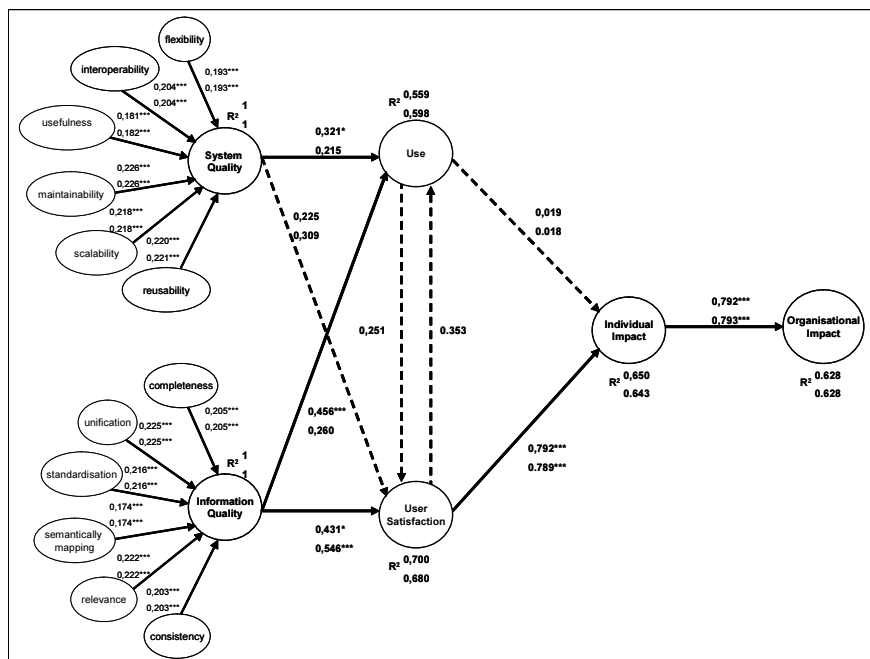 flexibility
0,193***
0,193***
interoperability
0,204***
0,204***
1
R²
1
usefulness
0,181***
0,182***
System
Quality
maintainability
0,226***
0,226***
0,218***
0,218***
scalability
0,220***
0,221***
reusability
0,321*
0,215
R² 0,559
0,598
Use
0,225
0,309
0,019
0.018
0,251
0.353
Individual
Impact
R² 0,650
0.643
0,792***
0,793***
Organisational
Impact
R² 0.628
0.628
completeness
0,205***
0,205***
unification
0,225***
0,225***
1
R²
1
standardisation
0,216***
0,216***
Information
Quality
0,174***
0,174***
semantically
mapping
0,222***
0,222***
relevance
0,203***
0,203***
consistency
0,456***
0,260
0,431*
0,546***
User
Satisfaction
R² 0,700
0,680
0,792***
0.789***